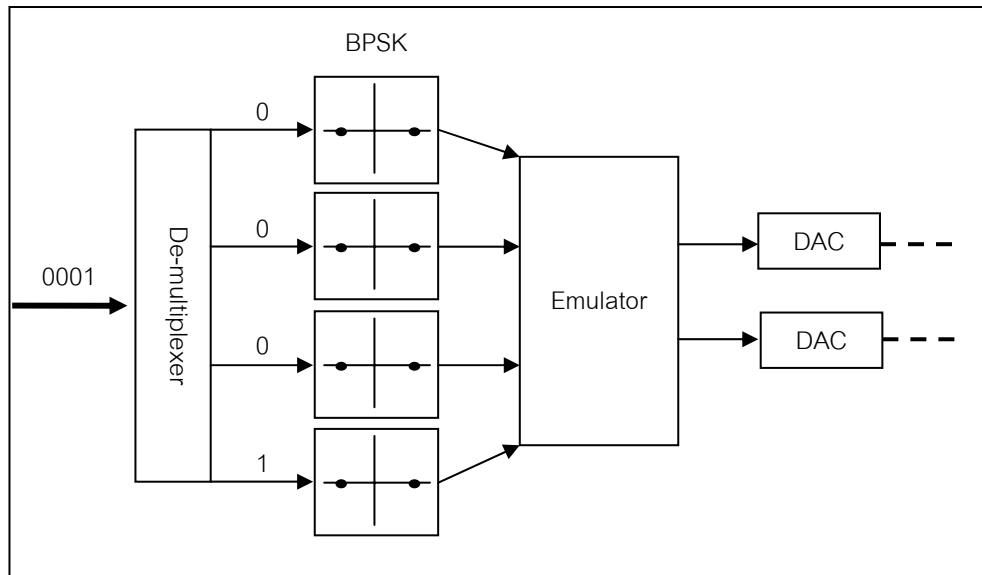 BPSK
0
0
0001
De-multiplexer
0
1
Emulator
DAC
DAC